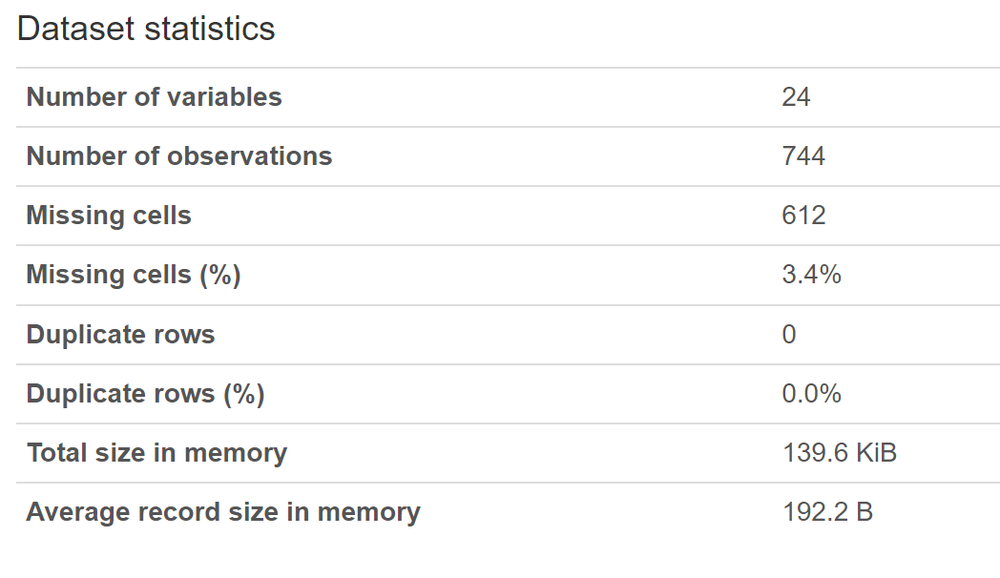 Dataset statistics
Number of variables 24
Number of observations 744
Missing cells 612
Missing cells (%) 3.4%
Duplicate rows 0
Duplicate rows (%) 0.0%
Total size in memory 139.6 KiB
Average record size in memory 192.2 B